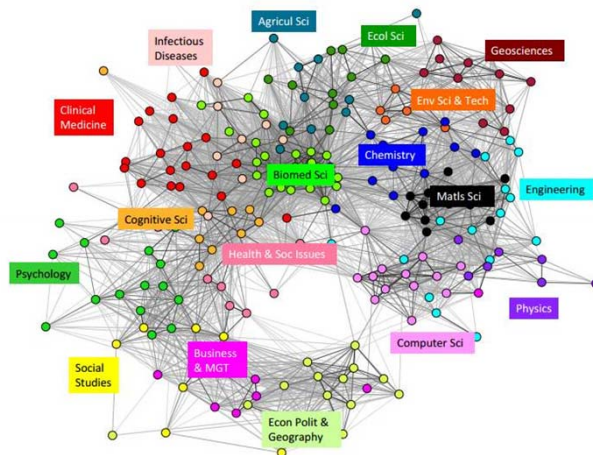 Agricul Sci
Ecol Sci
Infectious
Diseases
Geosciences
Clinical
Medicine
Env Sci & Tech
Chemistry
Biomed Sci
Matls Sci
Engineering
Cognitive Sci
Health & Soc Issues
Psychology
Physics
Computer Sci
Social
Studies
Business
& MGT
Econ Polit &
Geography